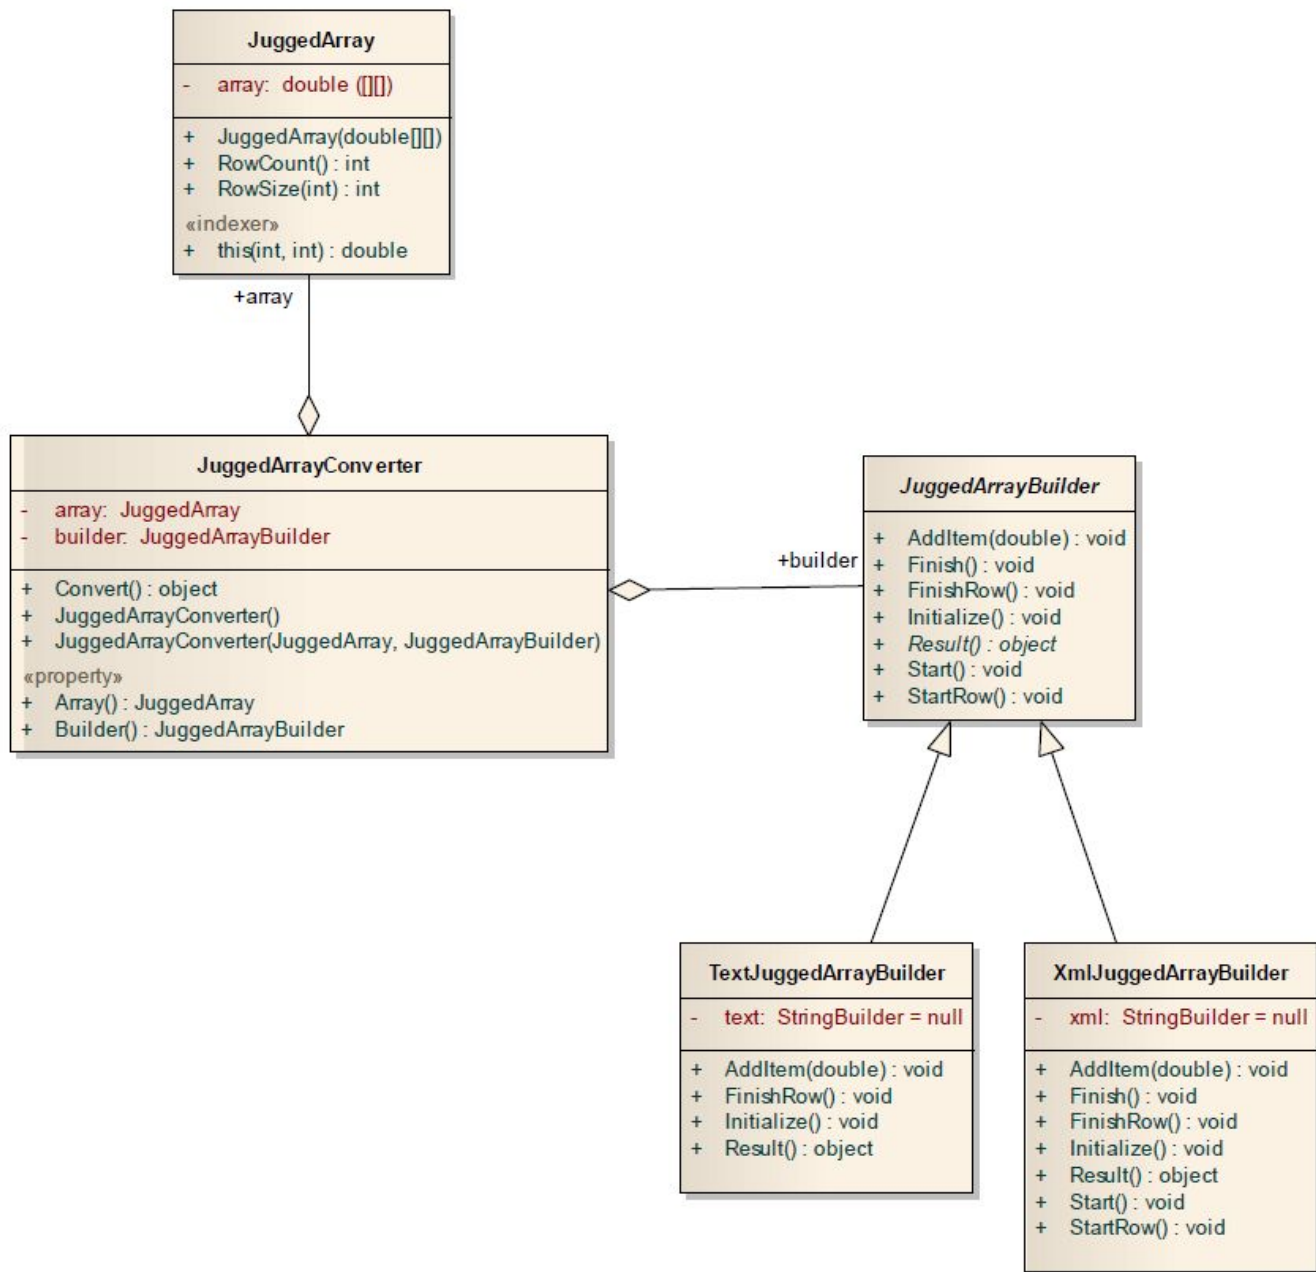 JuggedArray
- array: double ([][])
+ JuggedArray(double[][])
+ RowCount() : int
+ RowSize(int) : int
«indexer»
+ this(int, int) : double
+array
JuggedArrayConverter
- array: JuggedArray
- builder: JuggedArrayBuilder
+ Convert() : object
+ JuggedArrayConverter()
+ JuggedArrayConverter(JuggedArray, JuggedArrayBuilder)
«property»
+ Array() : JuggedArray
+ Builder() : JuggedArrayBuilder
+builder
JuggedArrayBuilder
+ AddItem(double) : void
+ Finish() : void
+ FinishRow() : void
+ Initialize() : void
+ Result() : object
+ Start() : void
+ StartRow() : void
TextJuggedArrayBuilder
- text: StringBuilder = null
+ AddItem(double) : void
+ FinishRow() : void
+ Initialize() : void
+ Result() : object
XmlJuggedArrayBuilder
- xml: StringBuilder = null
+ AddItem(double) : void
+ Finish() : void
+ FinishRow() : void
+ Initialize() : void
+ Result() : object
+ Start() : void
+ StartRow() : void